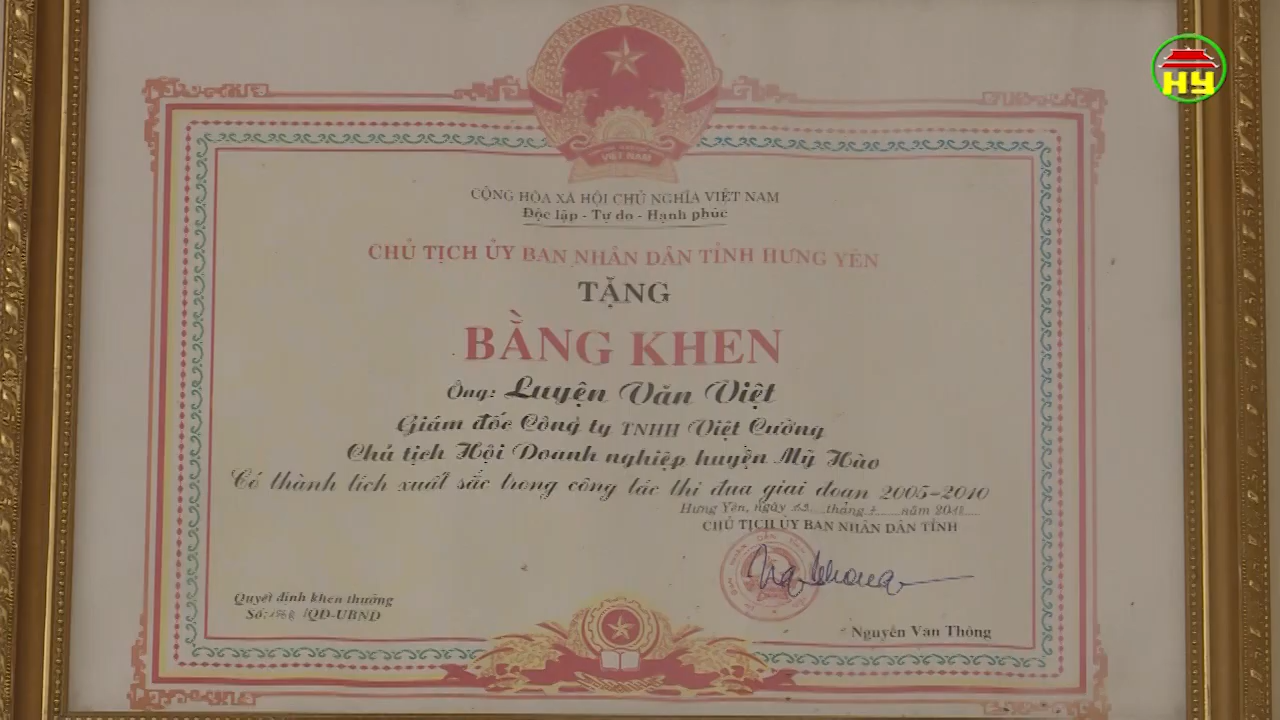 HY
VIỆT NAM
CỘNG HÒA XÃ HỘI CHỦ NGHĨA VIỆT NAM
Độc lập - Tự do - Hạnh phúc
CHỦ TỊCH ỦY BAN NHÂN DÂN TỈNH HƯNG YÊN
TẶNG
BẰNG KHEN
Ông: Luyện Văn Việt
Giám đốc Công ty TNHH Việt Cường
Chủ tịch Hội Doanh nghiệp huyện Mỹ Hào
Có thành tích xuất sắc trong công tác thi đua giai đoạn 2005-2010
Hưng Yên, ngày tháng 7 năm 2010
CHỦ TỊCH ỦY BAN NHÂN DÂN TỈNH
Quyết định khen thưởng
Số: /QĐ-UBND
Nguyễn Văn Thông